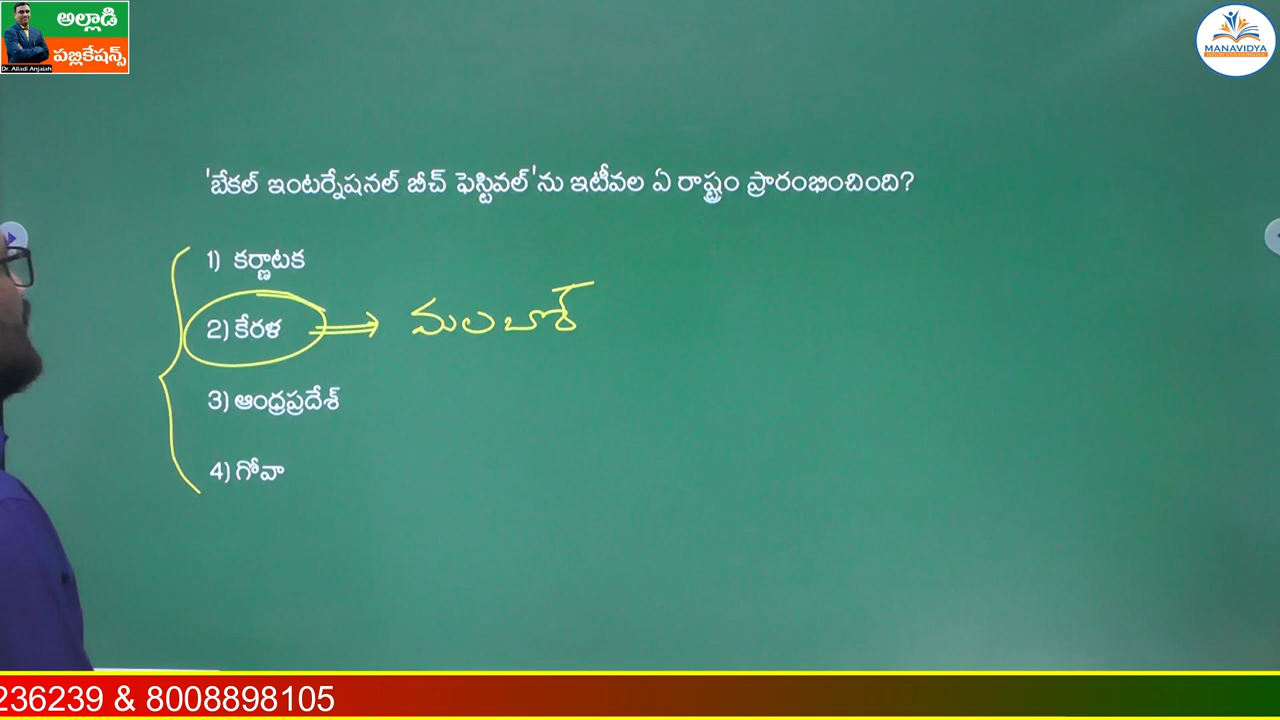 అల్లాడి
పబ్లికేషన్స్
Dr. Alladi Anjaiah
MANAVIDYA
'బేకల్ ఇంటర్నేషనల్ బీచ్ ఫెస్టివల్'ను ఇటీవల ఏ రాష్ట్రం ప్రారంభించింది?
1) కర్ణాటక
2) కేరళ
మలబార్
3) ఆంధ్రప్రదేశ్
4) గోవా
236239 & 8008898105